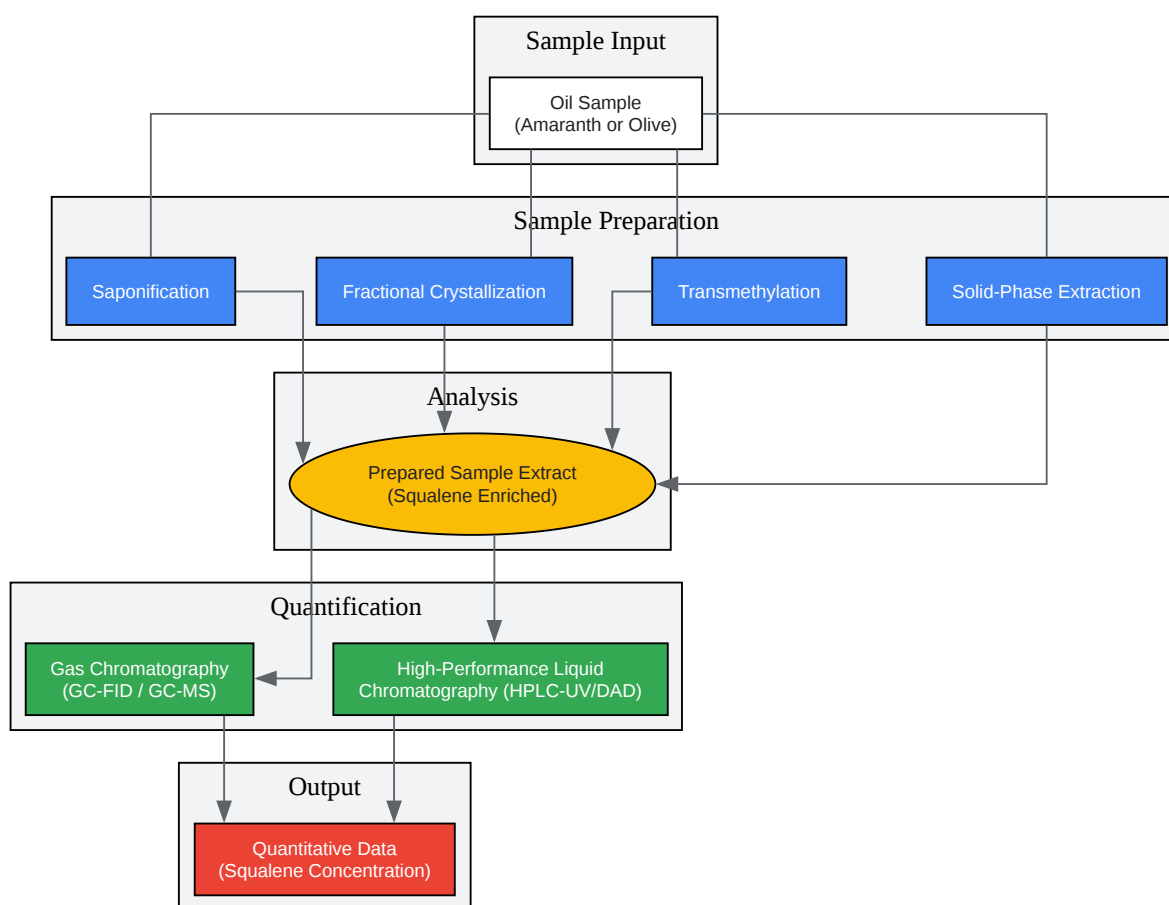 Sample Input
Oil Sample
(Amaranth or Olive)
Sample Preparation
Saponification
Fractional Crystallization
Transmethylation
Solid-Phase Extraction
Analysis
Prepared Sample Extract
(Squalene Enriched)
Quantification
Gas Chromatography
(GC-FID / GC-MS)
High-Performance Liquid
Chromatography (HPLC-UV/DAD)
Output
Quantitative Data
(Squalene Concentration)